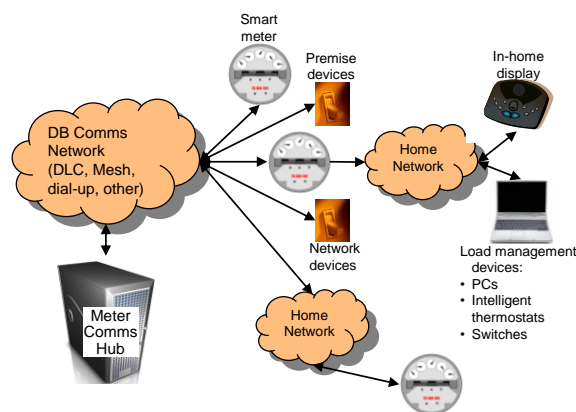 Smart
meter
Premise
devices
In-home
display
DB Comms
Network
(DLC, Mesh,
dial-up, other)
Home
Network
Network
devices
Load management
devices:
• PCs
• Intelligent
thermostats
• Switches
Meter
Comms
Hub
Home
Network